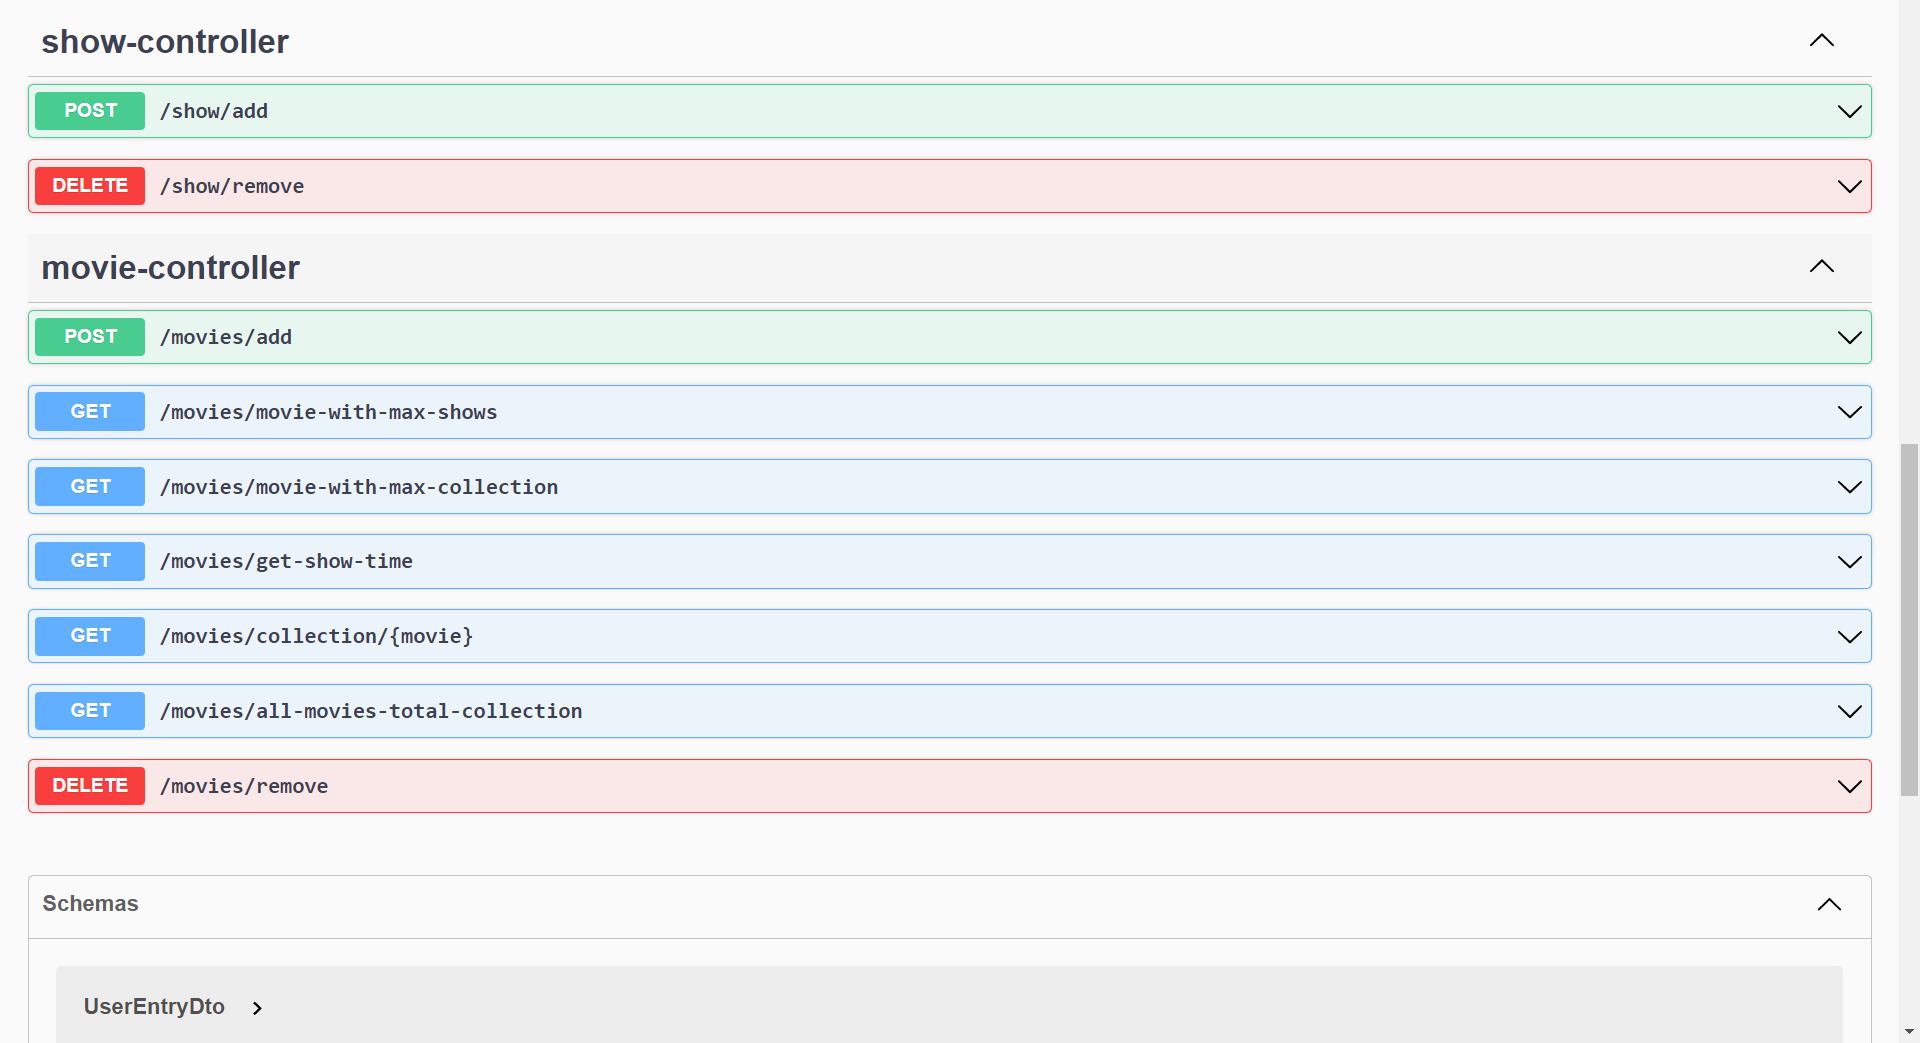 show-controller
POST /show/add
DELETE /show/remove
movie-controller
POST /movies/add
GET /movies/movie-with-max-shows
GET /movies/movie-with-max-collection
GET /movies/get-show-time
GET /movies/collection/{movie}
GET /movies/all-movies-total-collection
DELETE /movies/remove
Schemas
UserEntryDto